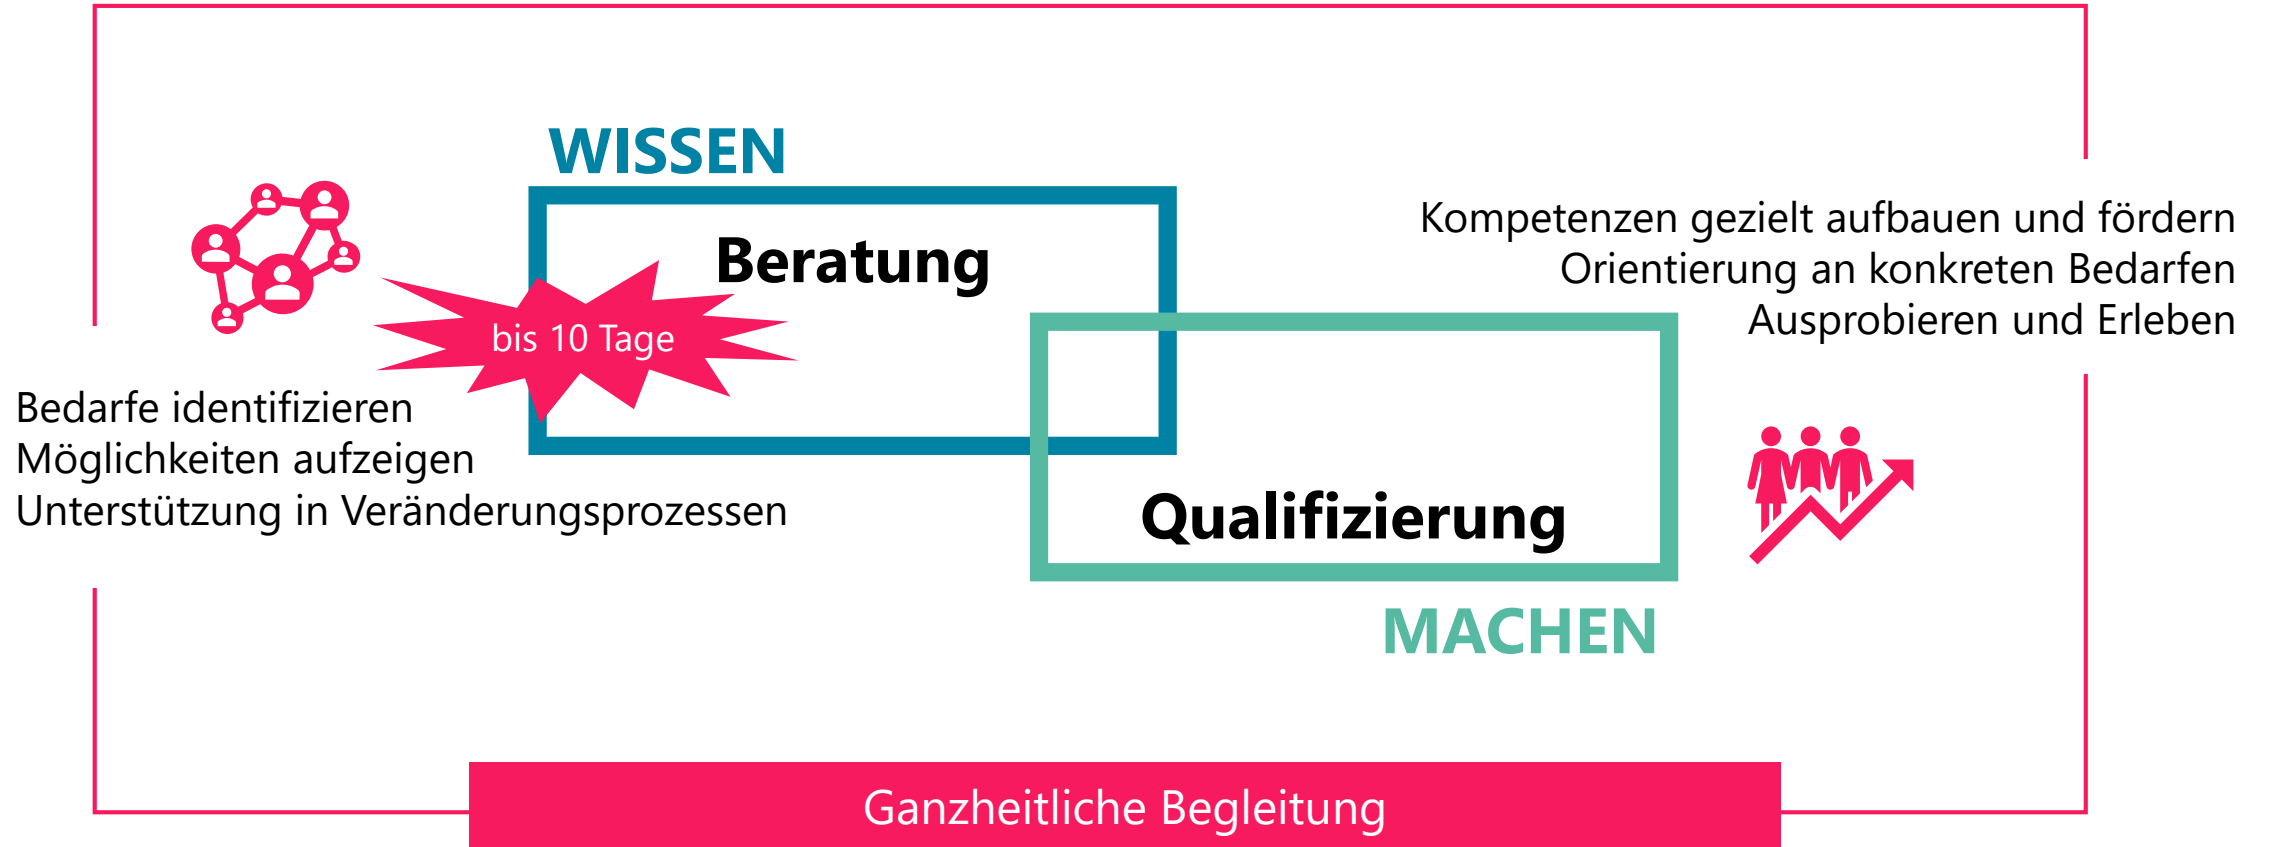 WISSEN
Beratung
bis 10 Tage
Bedarfe identifizieren
Möglichkeiten aufzeigen
Unterstützung in Veränderungsprozessen
Kompetenzen gezielt aufbauen und fördern
Orientierung an konkreten Bedarfen
Ausprobieren und Erleben
Qualifizierung
MACHEN
Ganzheitliche Begleitung